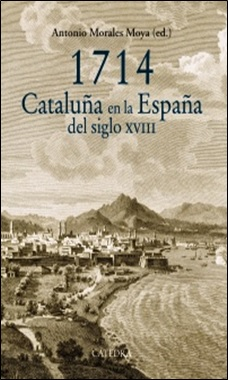 Antonio Morales Moya (ed.)
1714
Cataluña en la España
del siglo XVIII
CÁTEDRA